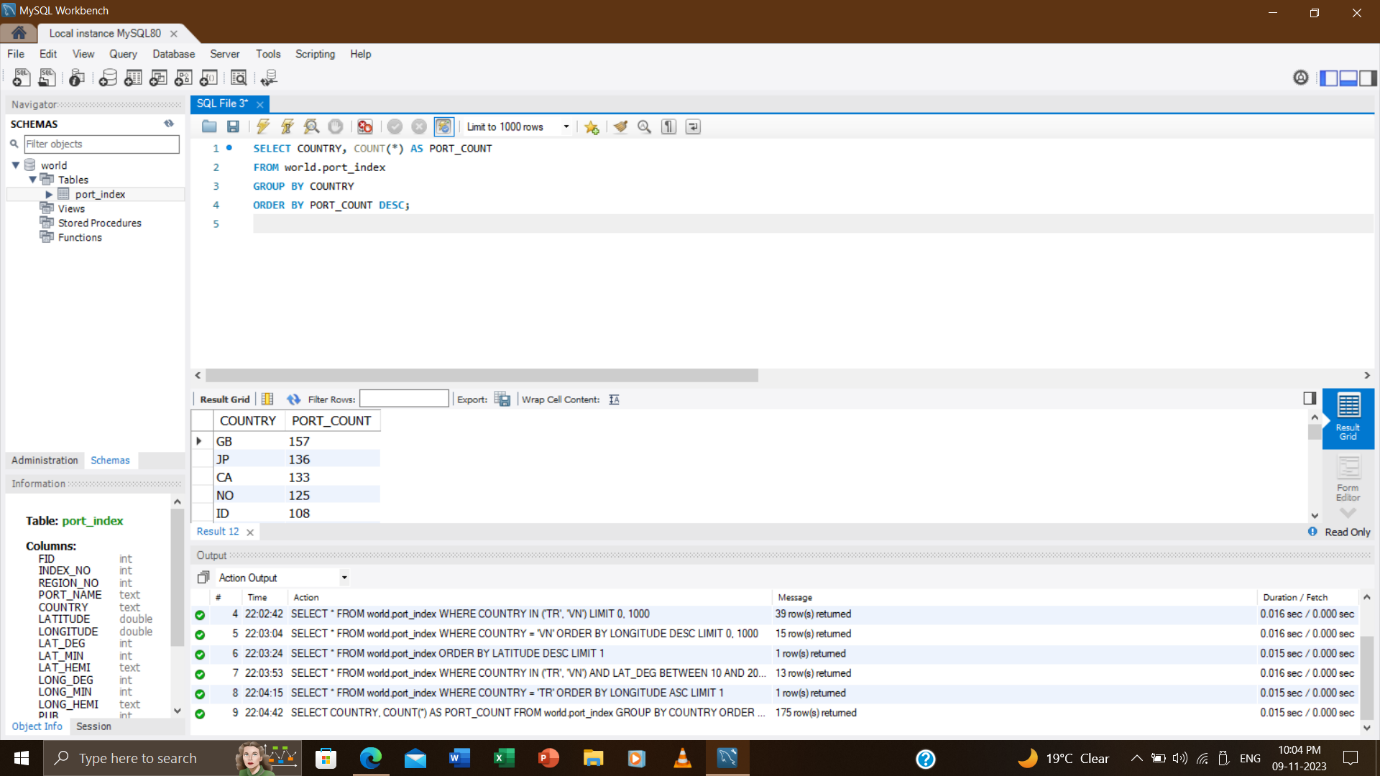 MySQL Workbench
Local instance MySQL80
File Edit View Query Database Server Tools Scripting Help
Navigator
SCHEMAS
Filter objects
world
Tables
port_index
Views
Stored Procedures
Functions
Administration Schemas
Information
Table: port_index
Columns:
FID int
INDEX_NO int
REGION_NO int
PORT_NAME text
COUNTRY text
LATITUDE double
LONGITUDE double
LAT_DEG int
LAT_MIN int
LAT_HEMI text
LONG_DEG int
LONG_MIN int
LONG_HEMI text
PUB int
Object Info Session
SQL File 3*
Limit to 1000 rows
1 SELECT COUNTRY, COUNT(*) AS PORT_COUNT
2 FROM world.port_index
3 GROUP BY COUNTRY
4 ORDER BY PORT_COUNT DESC;
5
Result Grid Filter Rows: Export: Wrap Cell Content:
COUNTRY PORT_COUNT
GB 157
JP 136
CA 133
NO 125
ID 108
Result Grid
Form Editor
Result 12
Read Only
Output
Action Output
# Time Action Message Duration / Fetch
4 22:02:42 SELECT * FROM world.port_index WHERE COUNTRY IN ('TR', 'VN') LIMIT 0, 1000 39 row(s) returned 0.016 sec / 0.000 sec
5 22:03:04 SELECT * FROM world.port_index WHERE COUNTRY = 'VN' ORDER BY LONGITUDE DESC LIMIT 0, 1000 15 row(s) returned 0.016 sec / 0.000 sec
6 22:03:24 SELECT * FROM world.port_index ORDER BY LATITUDE DESC LIMIT 1 1 row(s) returned 0.015 sec / 0.000 sec
7 22:03:53 SELECT * FROM world.port_index WHERE COUNTRY IN ('TR', 'VN') AND LAT_DEG BETWEEN 10 AND 20... 13 row(s) returned 0.016 sec / 0.000 sec
8 22:04:15 SELECT * FROM world.port_index WHERE COUNTRY = 'TR' ORDER BY LONGITUDE ASC LIMIT 1 1 row(s) returned 0.015 sec / 0.000 sec
9 22:04:42 SELECT COUNTRY, COUNT(*) AS PORT_COUNT FROM world.port_index GROUP BY COUNTRY ORDER ... 175 row(s) returned 0.015 sec / 0.000 sec
Type here to search
19°C Clear
ENG
10:04 PM
09-11-2023